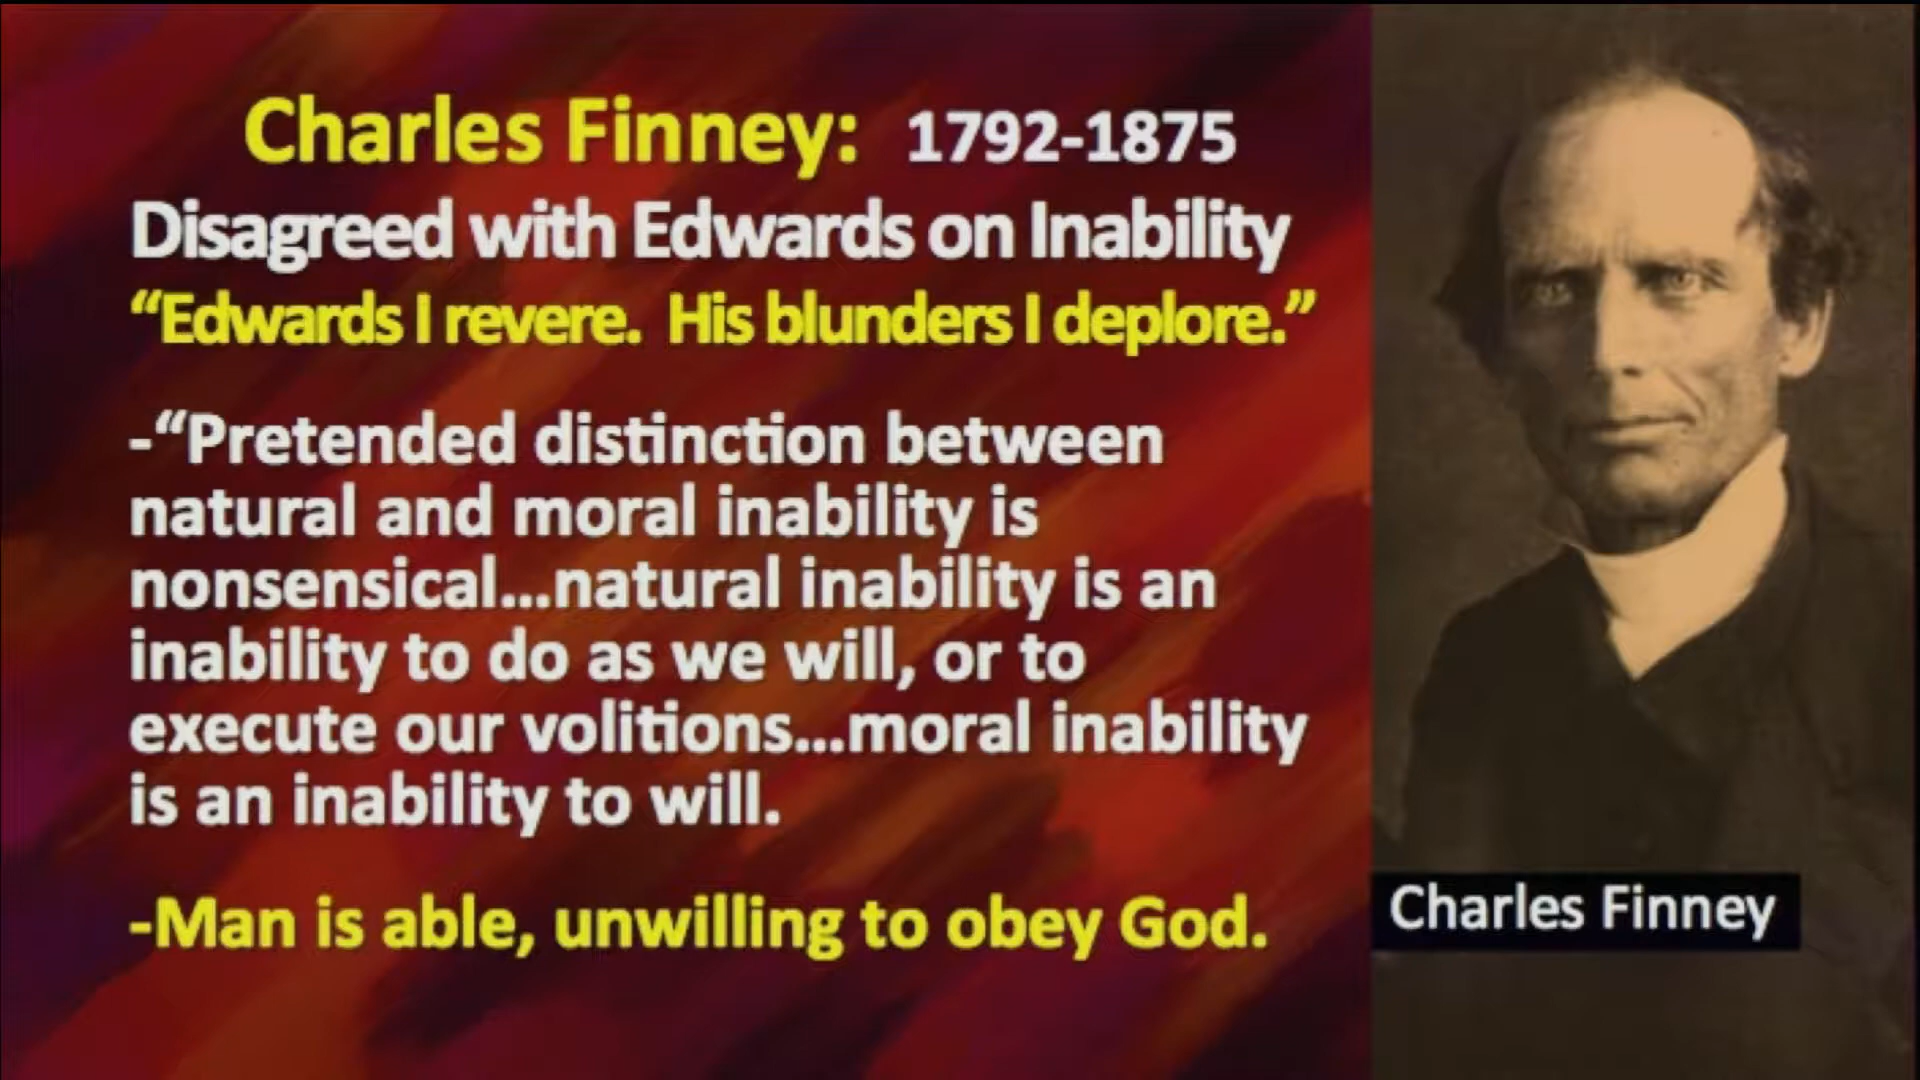 Charles Finney: 1792-1875
Disagreed with Edwards on Inability
“Edwards I revere. His blunders I deplore.”
-“Pretended distinction between
natural and moral inability is
nonsensical...natural inability is an
inability to do as we will, or to
execute our volitions...moral inability
is an inability to will.
-Man is able, unwilling to obey God.
Charles Finney